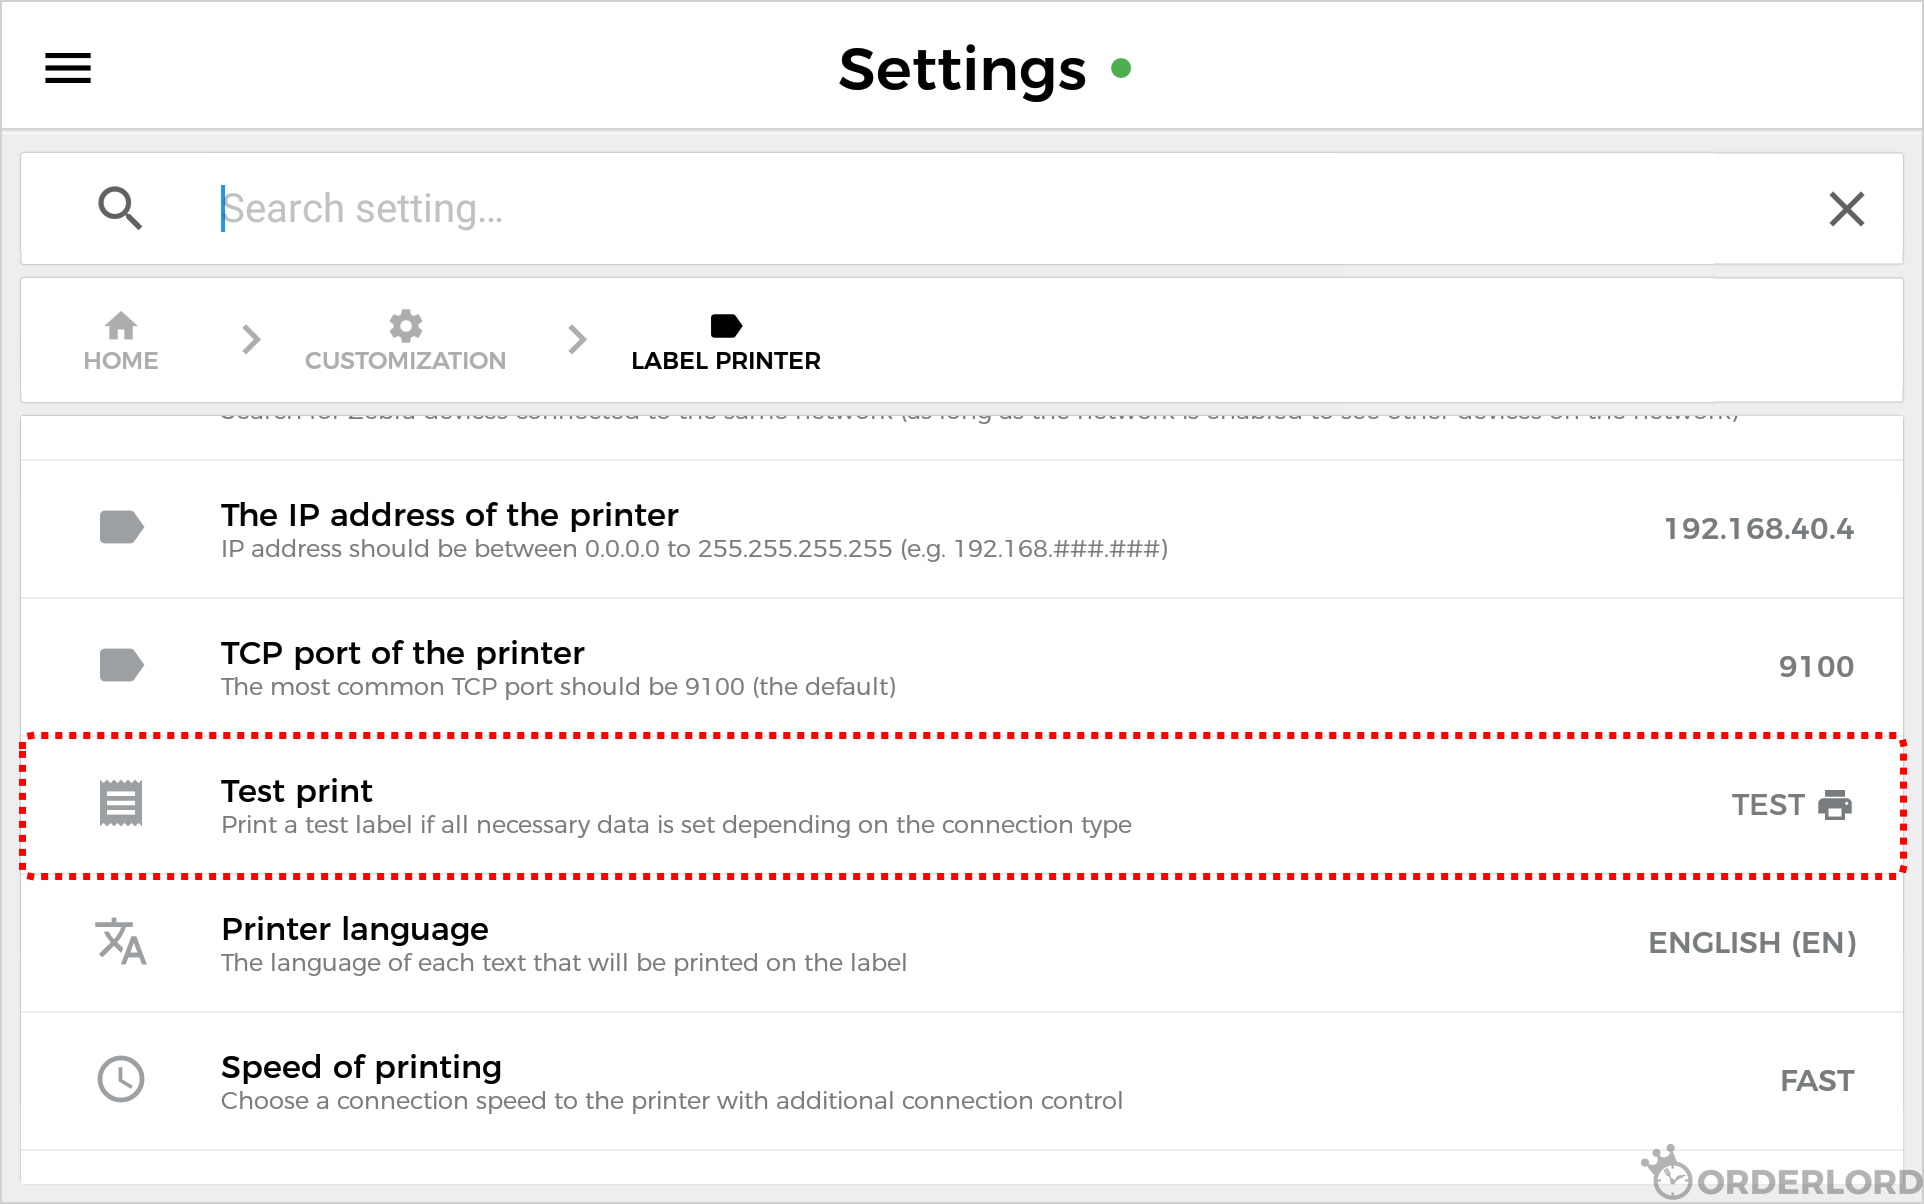 Settings
Search setting...
HOME
CUSTOMIZATION
LABEL PRINTER
Search for Zebra devices connected to the same network (as long as the network is enabled to see other devices on the network)
The IP address of the printer
192.168.40.4
IP address should be between 0.0.0.0 to 255.255.255.255 (e.g. 192.168.###.###)
TCP port of the printer
9100
The most common TCP port should be 9100 (the default)
Test print
TEST
Print a test label if all necessary data is set depending on the connection type
Printer language
ENGLISH (EN)
The language of each text that will be printed on the label
Speed of printing
FAST
Choose a connection speed to the printer with additional connection control
ORDERLORD